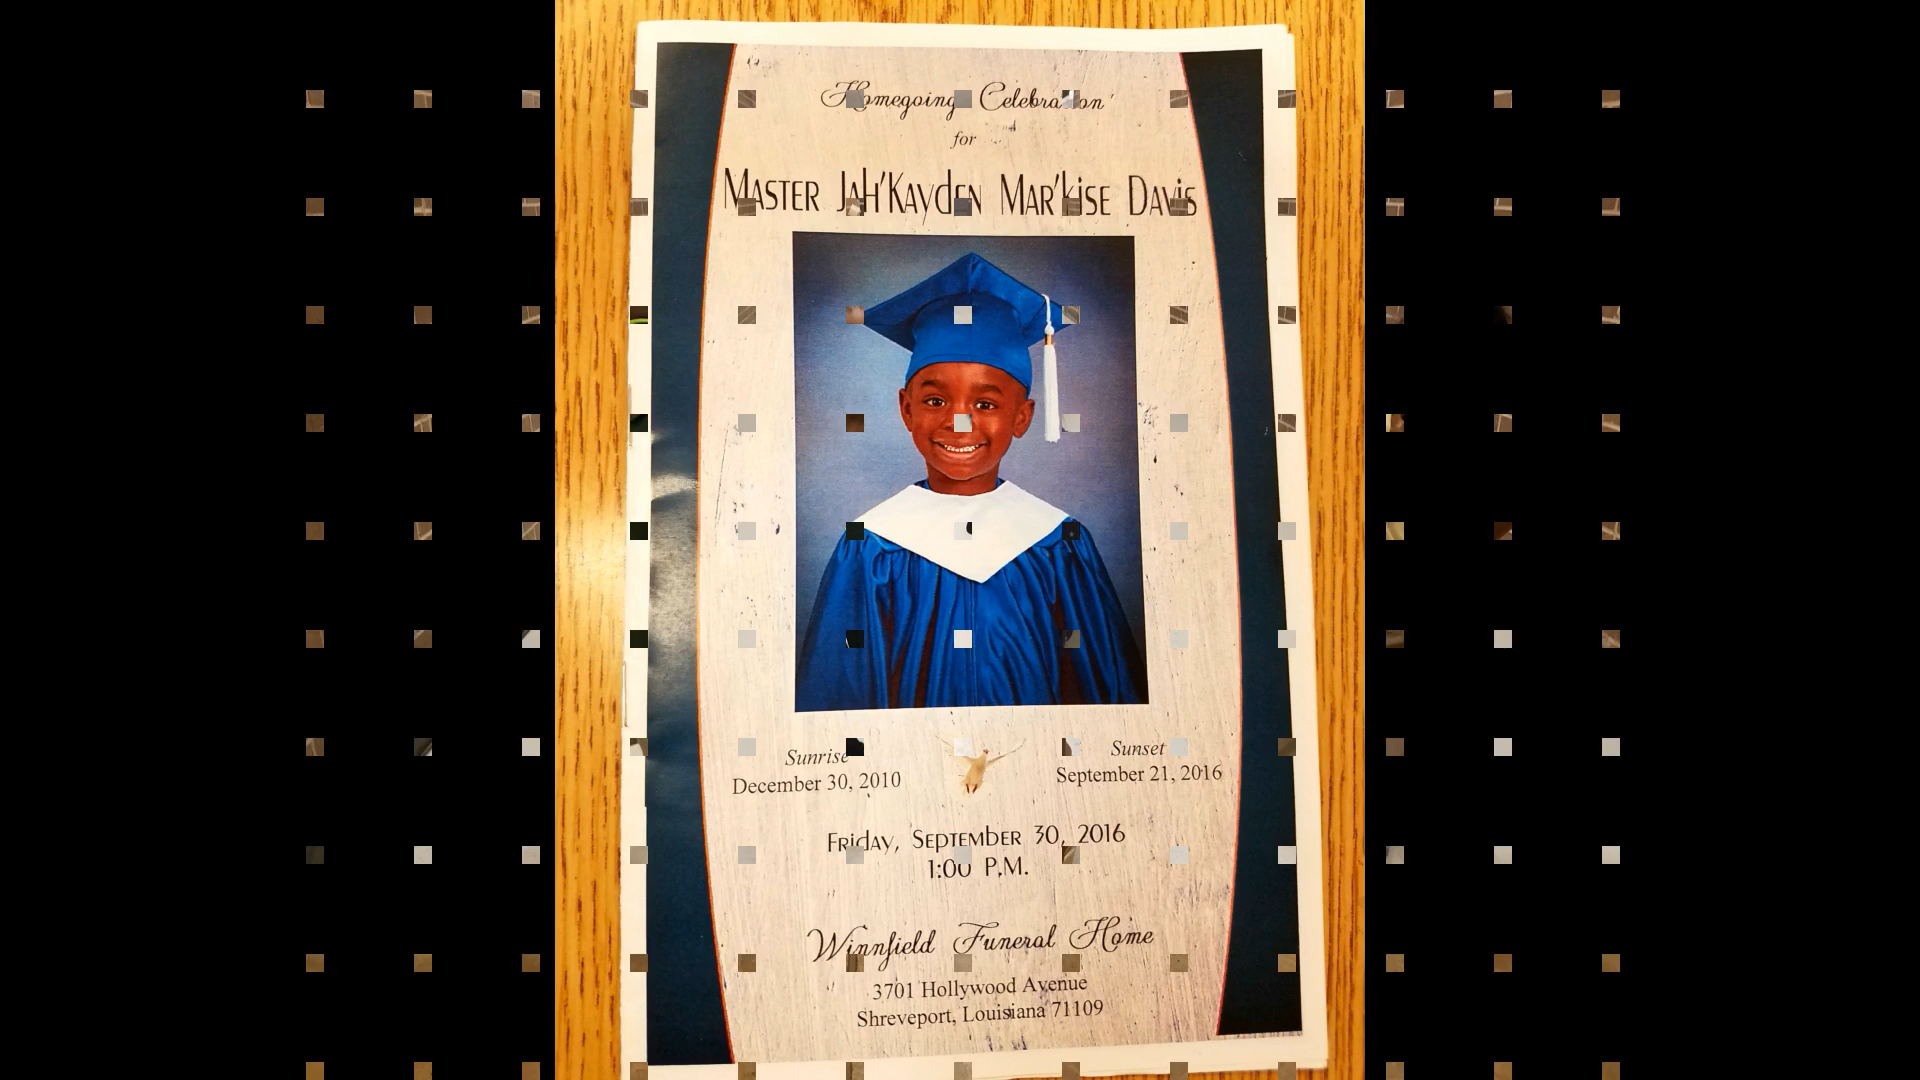 Homegoing Celebration
for
Master Jah'Kayden Mar'kise Davis
Sunrise
December 30, 2010
Sunset
September 21, 2016
Friday, September 30, 2016
1:00 P.M.
Winnfield Funeral Home
3701 Hollywood Avenue
Shreveport, Louisiana 71109